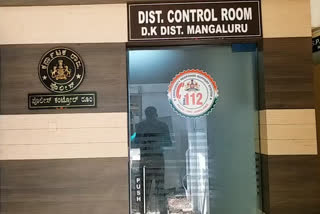 DIST. CONTROL ROOM
D.K DIST. MANGALURU
ಪೊಲೀಸ್ ಕಂಟ್ರೋಲ್ ರೂಂ
112
PUSH